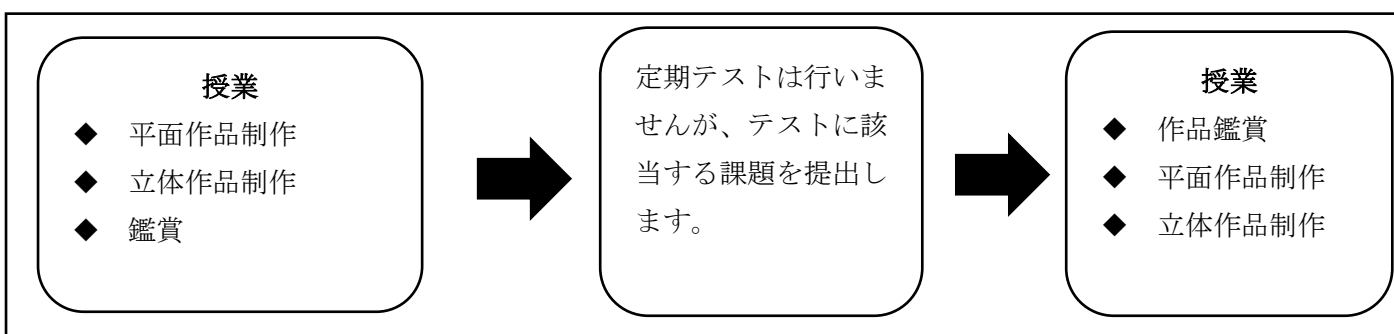 授業
◆ 平面作品制作
◆ 立体作品制作
◆ 鑑賞
定期テストは行いま
せんが、テストに該
当する課題を提出し
ます。
授業
◆ 作品鑑賞
◆ 平面作品制作
◆ 立体作品制作